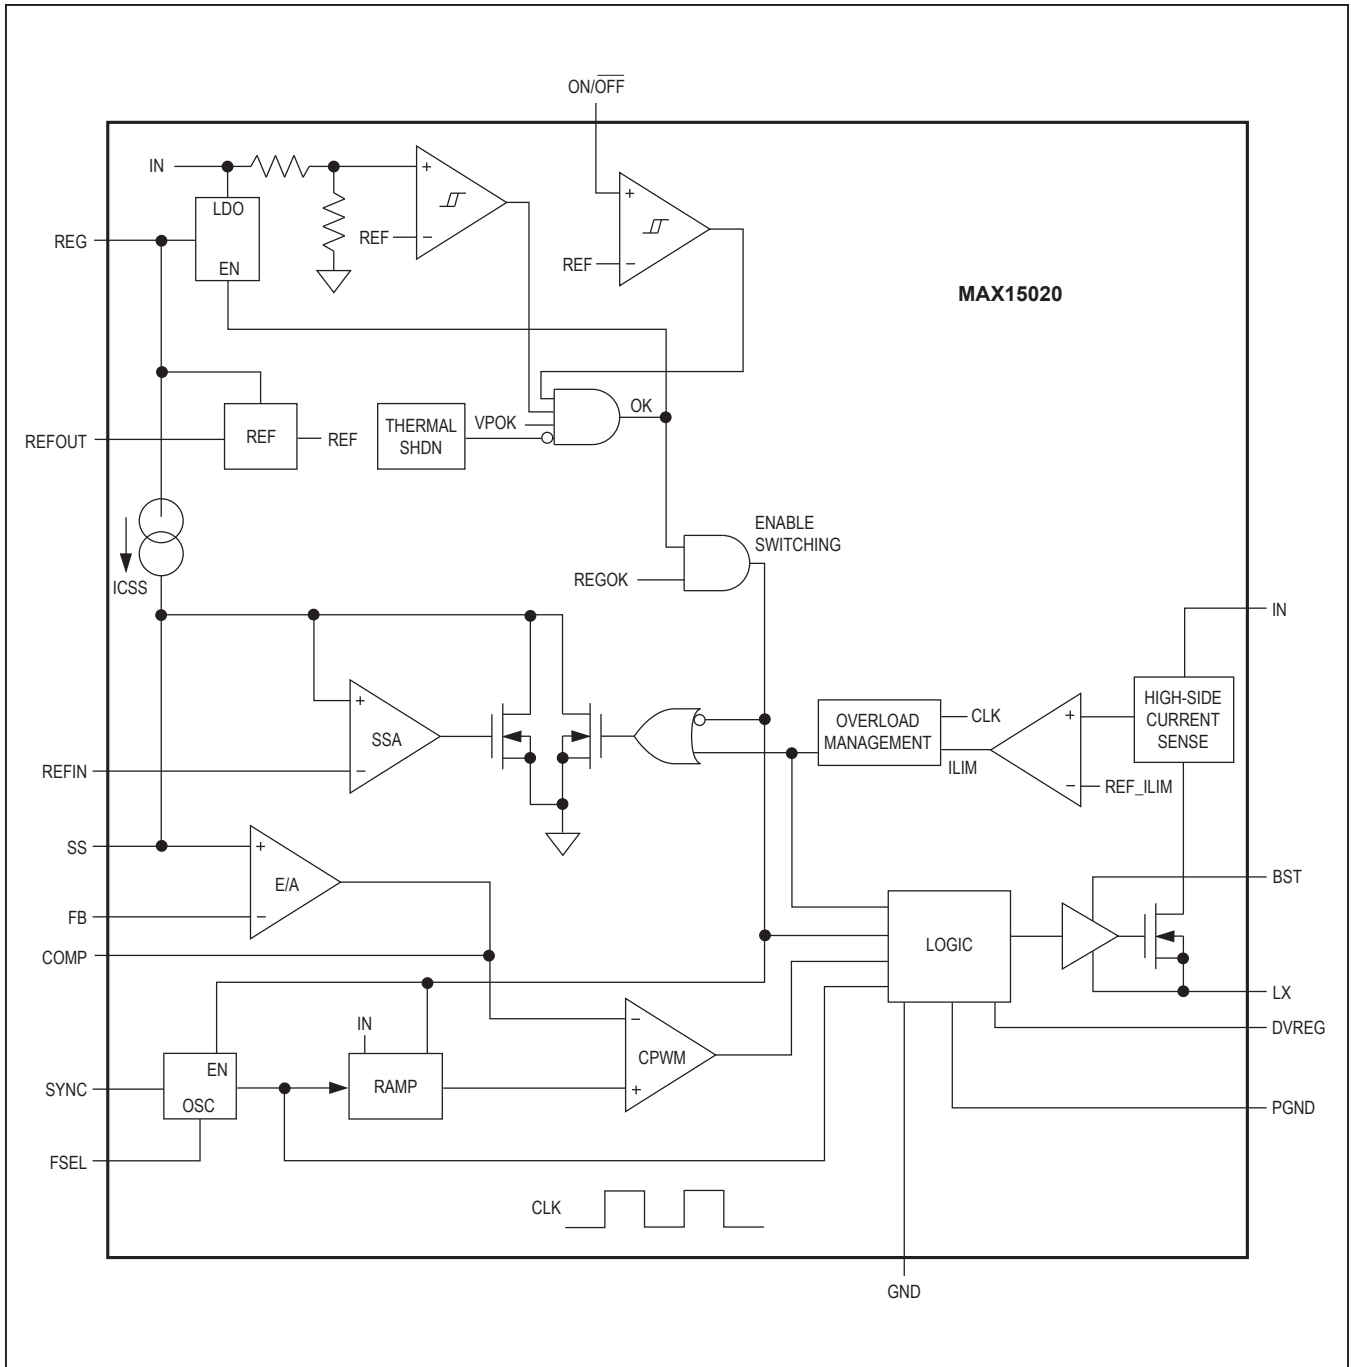 ON/OFF
IN
LDO
EN
REG
+
REF
−
+
REF
−
MAX15020
REFOUT
REF
REF
THERMAL
SHDN
VPOK
OK
ICSS
REGOK
ENABLE
SWITCHING
REFIN
+
SSA
−
OVERLOAD
MANAGEMENT
CLK
ILIM
+
−
REF_ILIM
HIGH-SIDE
CURRENT
SENSE
IN
SS
FB
COMP
+
E/A
−
LOGIC
BST
LX
DVREG
PGND
SYNC
FSEL
EN
OSC
IN
RAMP
−
CPWM
+
CLK
GND